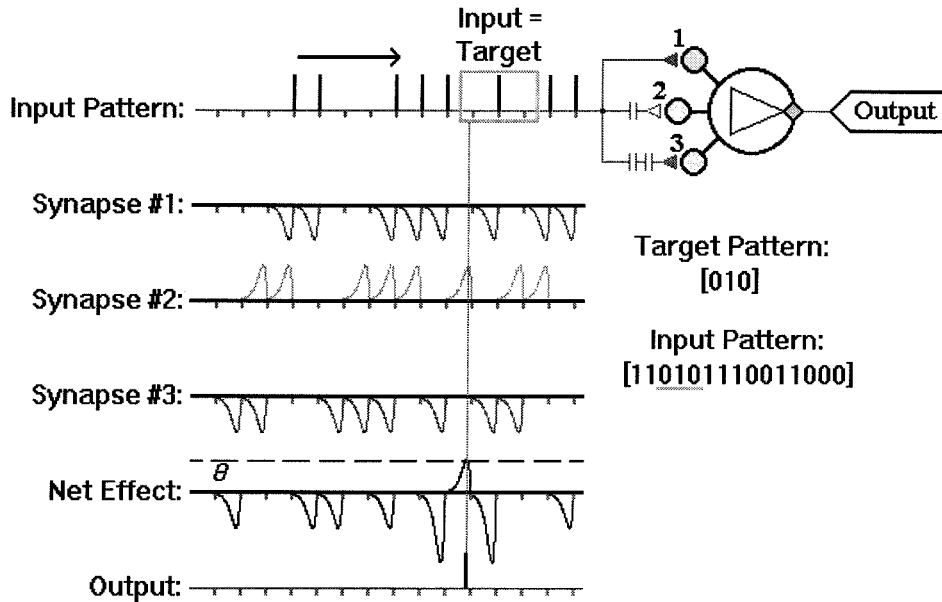 Input =
Target
Input Pattern:
1
2
3
Output
Synapse #1:
Synapse #2:
Synapse #3:
Target Pattern:
[010]
Input Pattern:
[110101110011000]
θ
Net Effect:
Output: